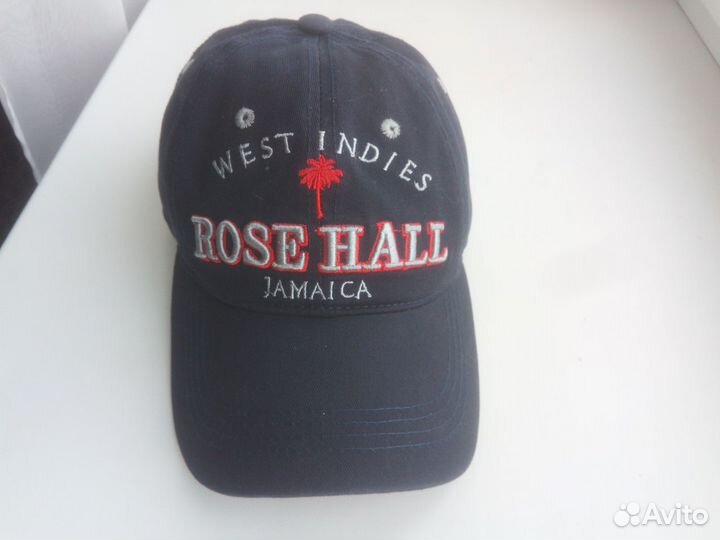 WEST INDIES
ROSE HALL
JAMAICA
Avito